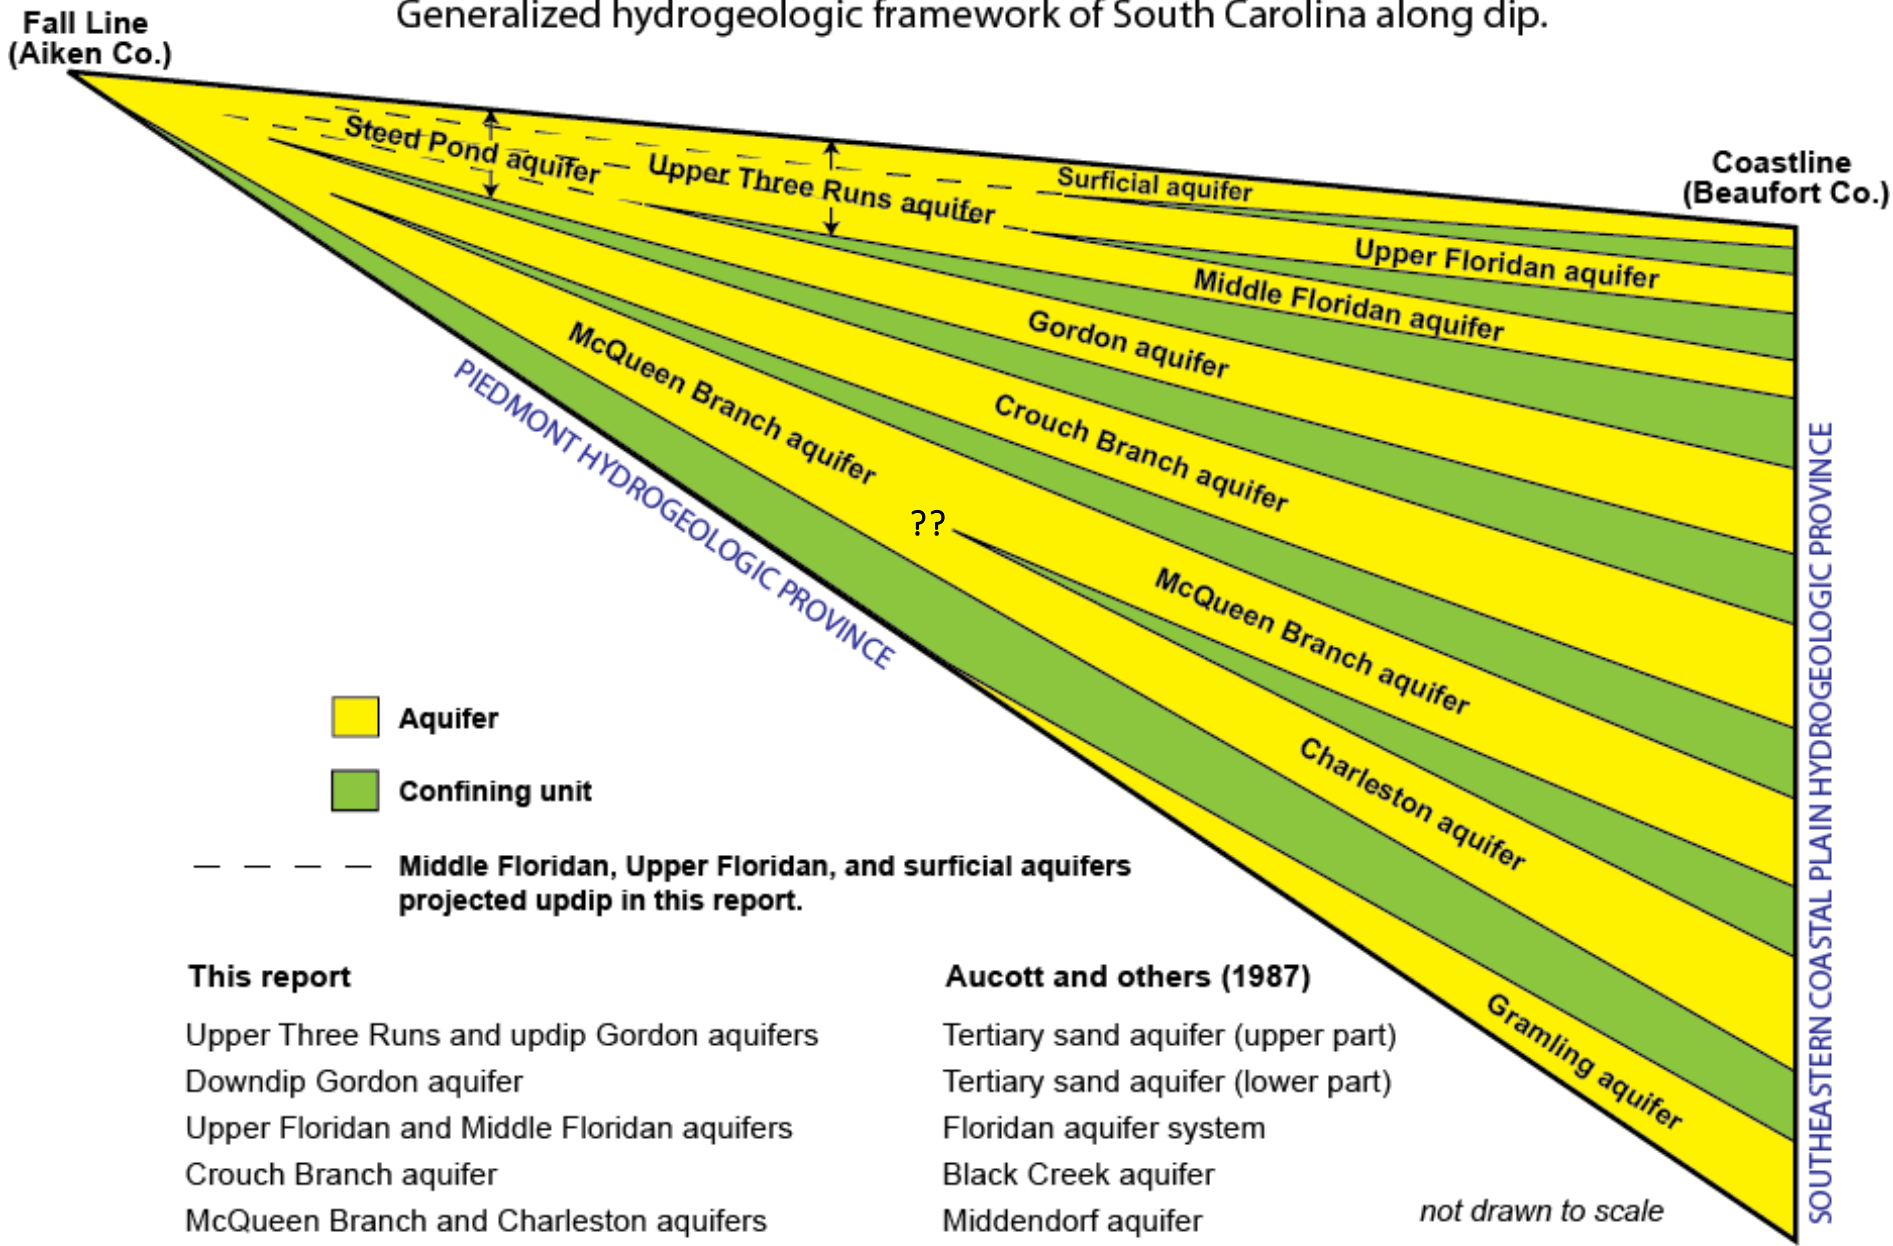 Generalized hydrogeologic framework of South Carolina along dip.
Fall Line
(Aiken Co.)
Coastline
(Beaufort Co.)
Steed Pond aquifer
Upper Three Runs aquifer
Surficial aquifer
Upper Floridan aquifer
Middle Floridan aquifer
Gordon aquifer
Crouch Branch aquifer
McQueen Branch aquifer
??
McQueen Branch aquifer
Charleston aquifer
Gramling aquifer
PIEDMONT HYDROGEOLOGIC PROVINCE
SOUTHEASTERN COASTAL PLAIN HYDROGEOLOGIC PROVINCE
Aquifer
Confining unit
Middle Floridan, Upper Floridan, and surficial aquifers
projected updip in this report.
This report
Upper Three Runs and updip Gordon aquifers
Downdip Gordon aquifer
Upper Floridan and Middle Floridan aquifers
Crouch Branch aquifer
McQueen Branch and Charleston aquifers
Aucott and others (1987)
Tertiary sand aquifer (upper part)
Tertiary sand aquifer (lower part)
Floridan aquifer system
Black Creek aquifer
Middendorf aquifer
not drawn to scale